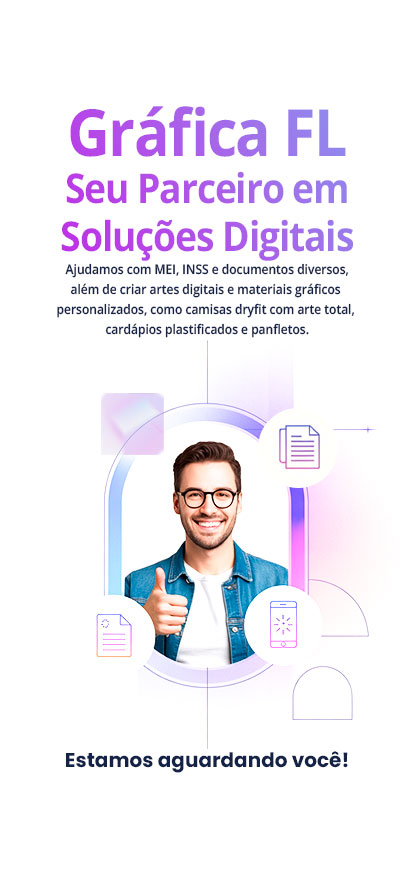 Gráfica FL
Seu Parceiro em
Soluções Digitais
Ajudamos com MEI, INSS e documentos diversos,
além de criar artes digitais e materiais gráficos
personalizados, como camisas dryfit com arte total,
cardápios plastificados e panfletos.
Estamos aguardando você!